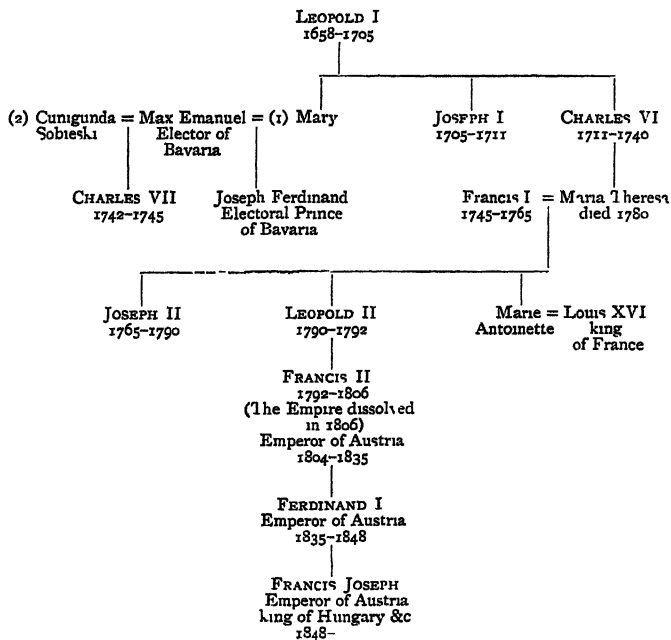 LEOPOLD I
1658-1705
(2) Cunigunda = Max Emanuel = (1) Mary
Sobieski
Elector of
Bavaria
JOSEPH I
1705-1711
CHARLES VI
1711-1740
CHARLES VII
1742-1745
Joseph Ferdinand
Electoral Prince
of Bavaria
Francis I = Maria Theresa
1745-1765
died 1780
JOSEPH II
1765-1790
LEOPOLD II
1790-1792
Marie = Louis XVI
Antoinette
king
of France
FRANCIS II
1792-1806
(The Empire dissolved
in 1806)
Emperor of Austria
1804-1835
FERDINAND I
Emperor of Austria
1835-1848
FRANCIS JOSEPH
Emperor of Austria
king of Hungary &c
1848-